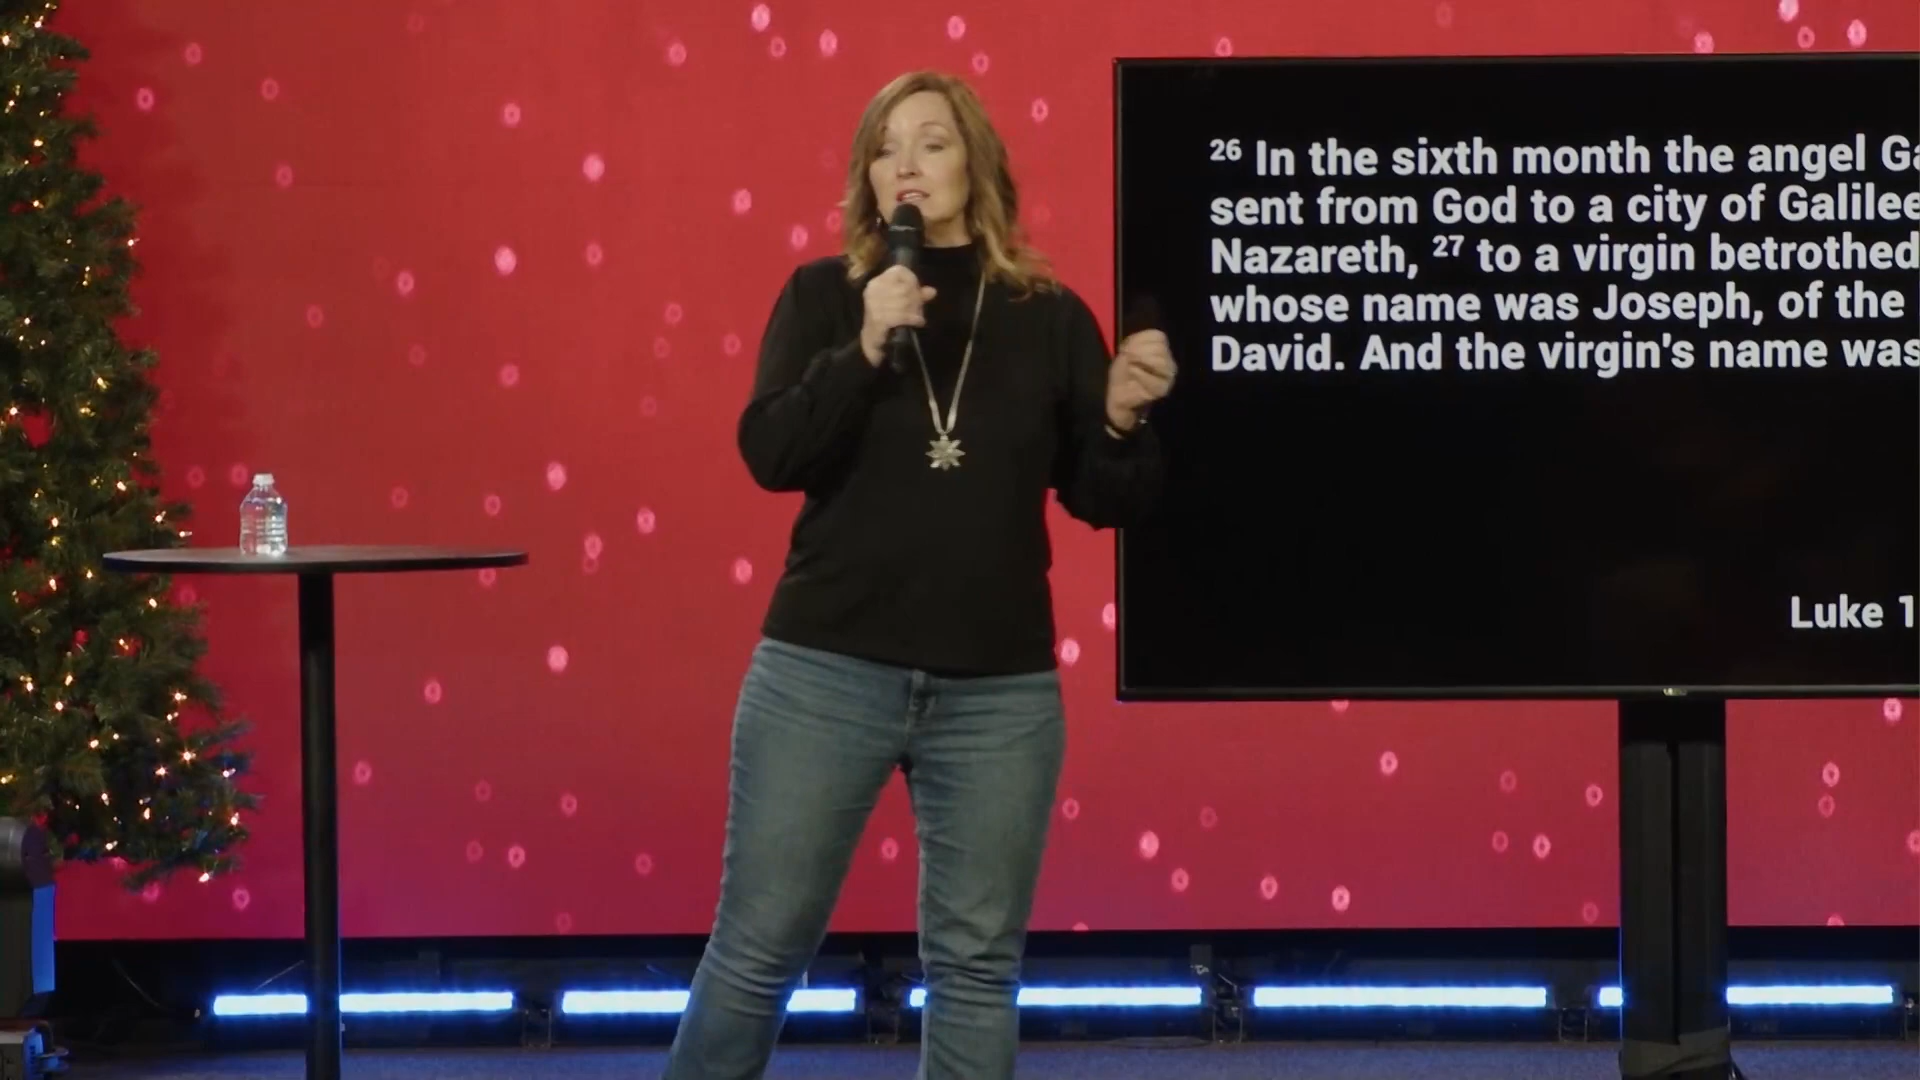 26 In the sixth month the angel
sent from God to a city of Galilee
Nazareth, 27 to a virgin betrothed
whose name was Joseph, of the
David. And the virgin's name was
Luke 1